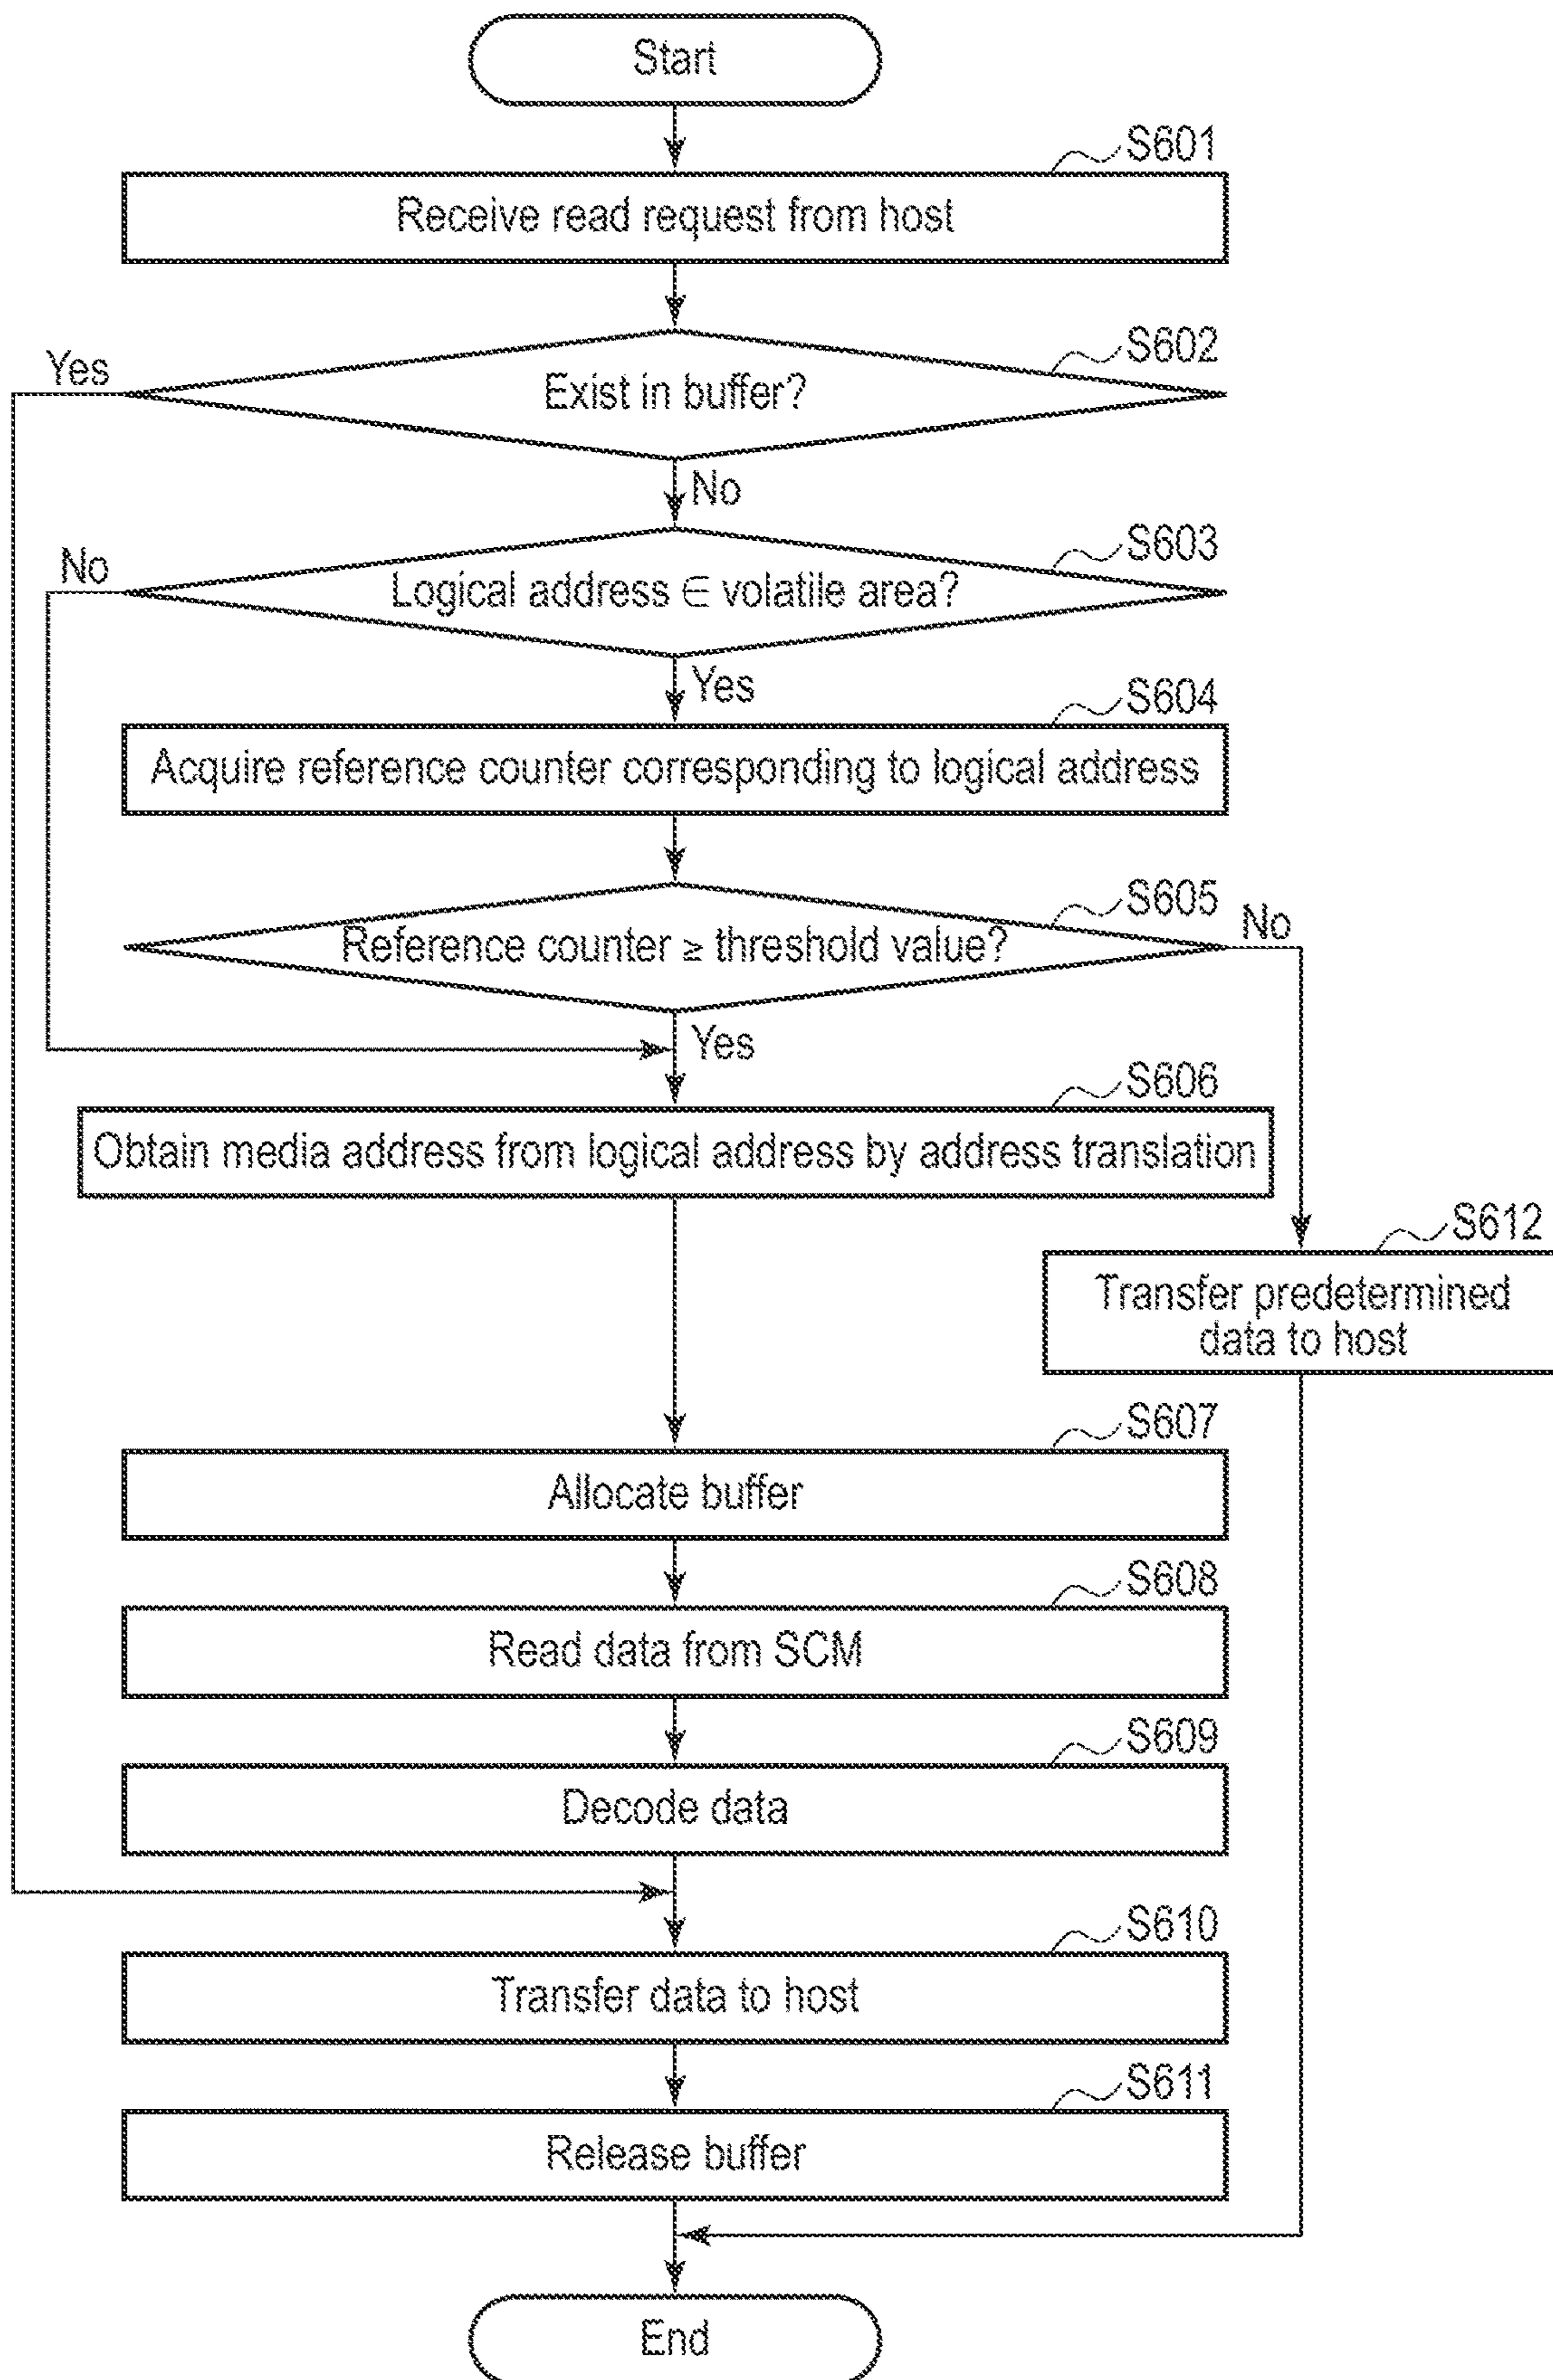 Start
S601
Receive read request from host
S602
Yes
Exist in buffer?
No
S603
No
Logical address ∈ volatile area?
Yes
S604
Acquire reference counter corresponding to logical address
S605
No
Reference counter ≥ threshold value?
Yes
S606
Obtain media address from logical address by address translation
S612
Transfer predetermined
data to host
S607
Allocate buffer
S608
Read data from SCM
S609
Decode data
S610
Transfer data to host
S611
Release buffer
End